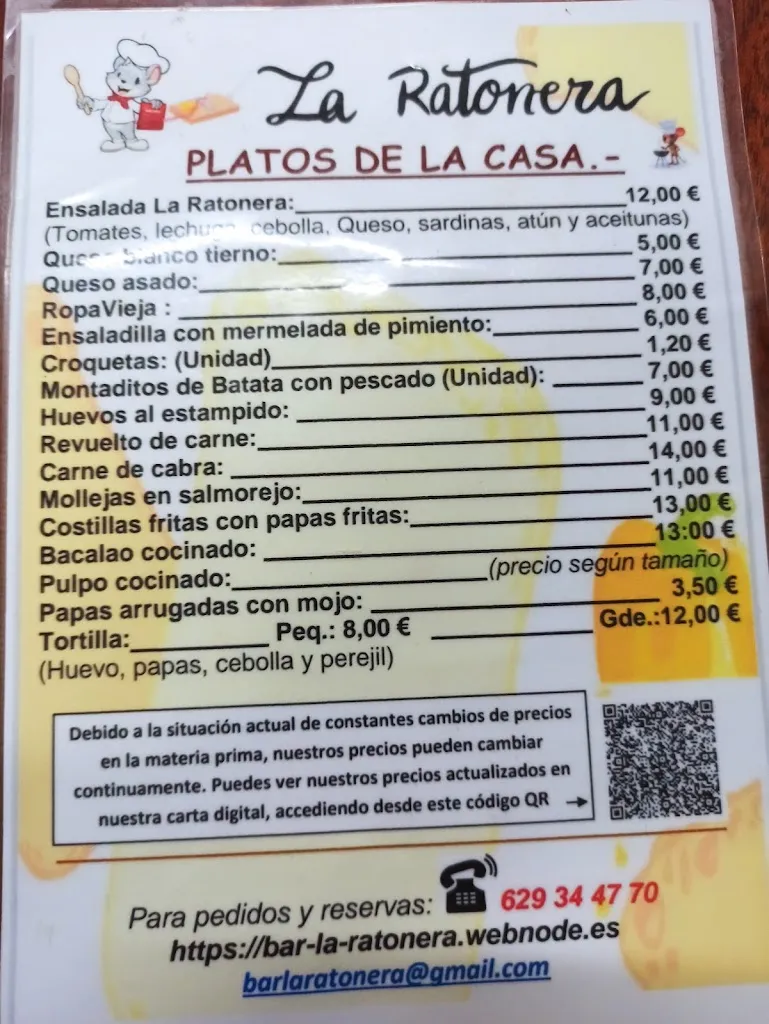 La Ratonera
PLATOS DE LA CASA.-
Ensalada La Ratonera: 12,00 €
(Tomates, lechuga, cebolla, Queso, sardinas, atún y aceitunas)
Queso blanco tierno: 5,00 €
Queso asado: 7,00 €
RopaVieja : 8,00 €
Ensaladilla con mermelada de pimiento: 6,00 €
Croquetas: (Unidad) 1,20 €
Montaditos de Batata con pescado (Unidad): 7,00 €
Huevos al estampido: 9,00 €
Revuelto de carne: 11,00 €
Carne de cabra: 14,00 €
Mollejas en salmorejo: 11,00 €
Costillas fritas con papas fritas: 13,00 €
Bacalao cocinado: 13:00 €
Pulpo cocinado: (precio según tamaño)
Papas arrugadas con mojo: 3,50 €
Tortilla: Peq.: 8,00 € Gde.:12,00 €
(Huevo, papas, cebolla y perejil)
Debido a la situación actual de constantes cambios de precios
en la materia prima, nuestros precios pueden cambiar
continuamente. Puedes ver nuestros precios actualizados en
nuestra carta digital, accediendo desde este código QR
Para pedidos y reservas: 629 34 47 70
https://bar-la-ratonera.webnode.es
barlaratonera@gmail.com